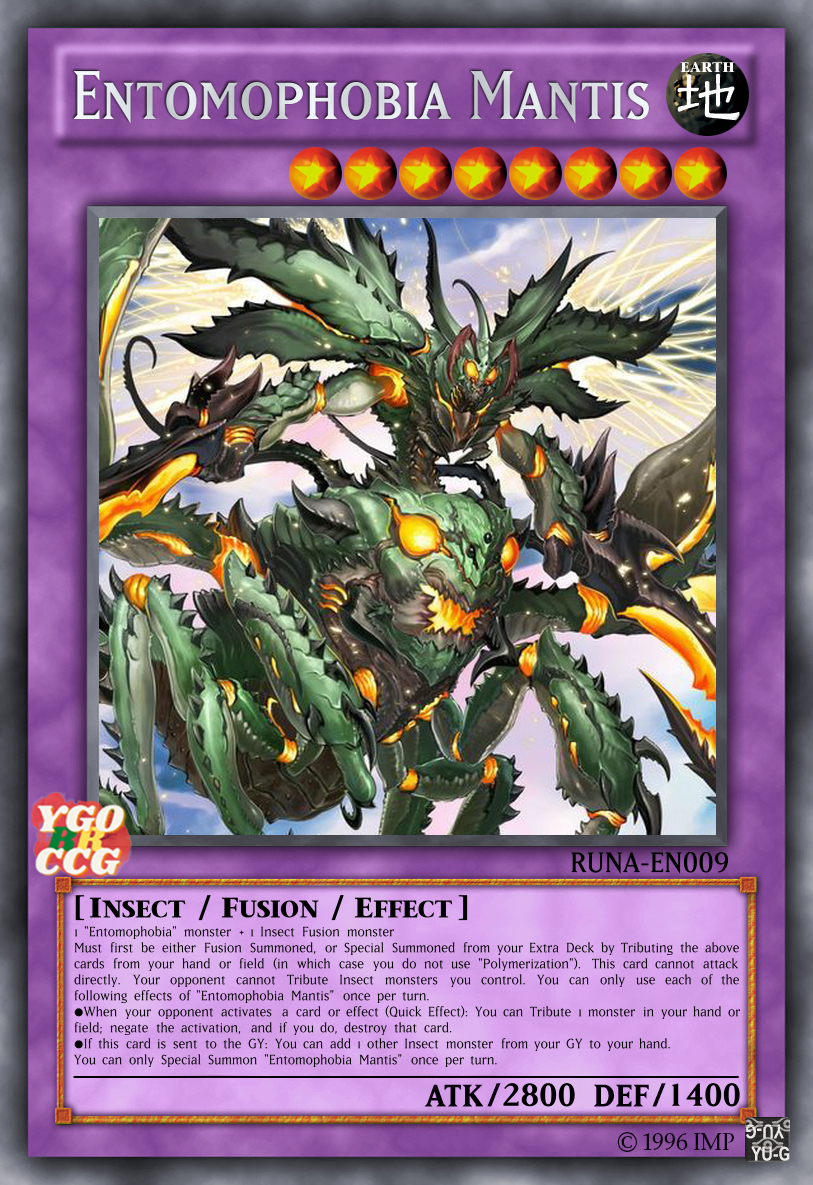 ENTOMOPHOBIA MANTIS
EARTH
地
YGO
RR
CCG
RUNA-EN009
[ INSECT / FUSION / EFFECT ]
1 "Entomophobia" monster + 1 Insect Fusion monster
Must first be either Fusion Summoned, or Special Summoned from your Extra Deck by Tributing the above
cards from your hand or field (in which case you do not use "Polymerization"). This card cannot attack
directly. Your opponent cannot Tribute Insect monsters you control. You can only use each of the
following effects of "Entomophobia Mantis" once per turn.
●When your opponent activates a card or effect (Quick Effect): You can Tribute 1 monster in your hand or
field; negate the activation, and if you do, destroy that card.
●If this card is sent to the GY: You can add 1 other Insect monster from your GY to your hand.
You can only Special Summon "Entomophobia Mantis" once per turn.
ATK/2800 DEF/1400
© 1996 IMP
YU-G